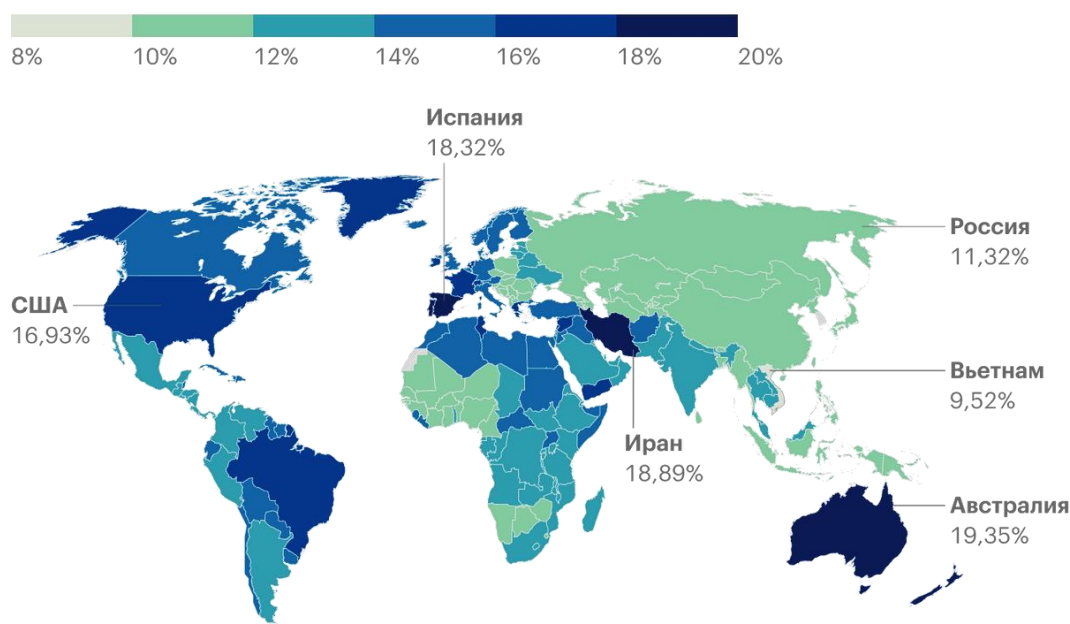 8% 10% 12% 14% 16% 18% 20%
Испания
18,32%
Россия
11,32%
США
16,93%
Вьетнам
9,52%
Иран
18,89%
Австралия
19,35%